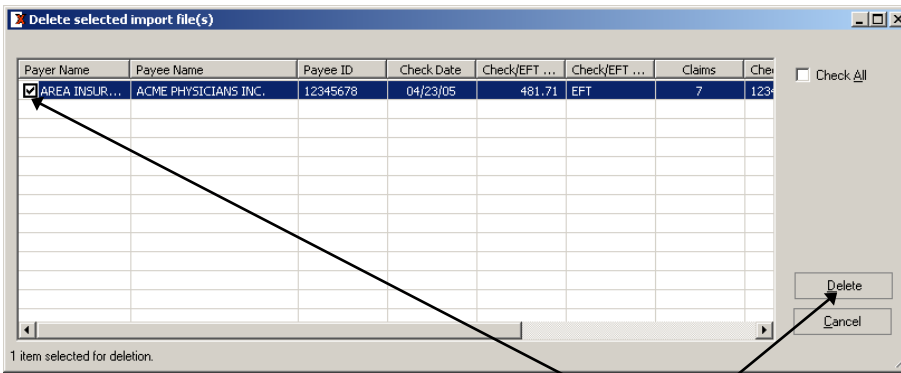 Delete selected import file(s)
Payer Name Payee Name Payee ID Check Date Check/EFT ... Check/EFT ... Claims Che
Check All
AREA INSUR... ACME PHYSICIANS INC. 12345678 04/23/05 481.71 EFT 7 1234
Delete
Cancel
1 item selected for deletion.